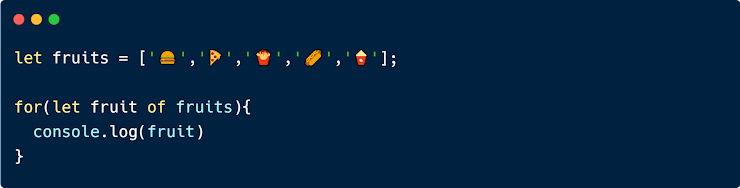 let fruits = ['🍔','🍕','🍟','🌭','🍿'];
for(let fruit of fruits){
  console.log(fruit)
}